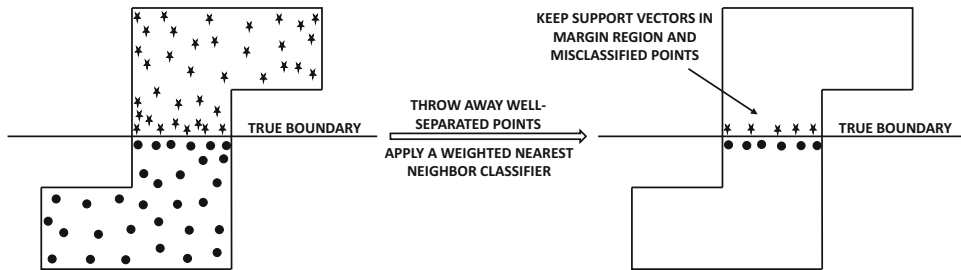 KEEP SUPPORT VECTORS IN
MARGIN REGION AND
MISCLASSIFIED POINTS
TRUE BOUNDARY
THROW AWAY WELL-
SEPARATED POINTS
APPLY A WEIGHTED NEAREST
NEIGHBOR CLASSIFIER
TRUE BOUNDARY